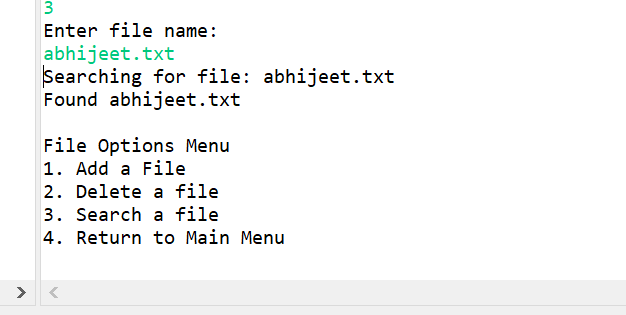 3
Enter file name:
abhijeet.txt
Searching for file: abhijeet.txt
Found abhijeet.txt
File Options Menu
1. Add a File
2. Delete a file
3. Search a file
4. Return to Main Menu